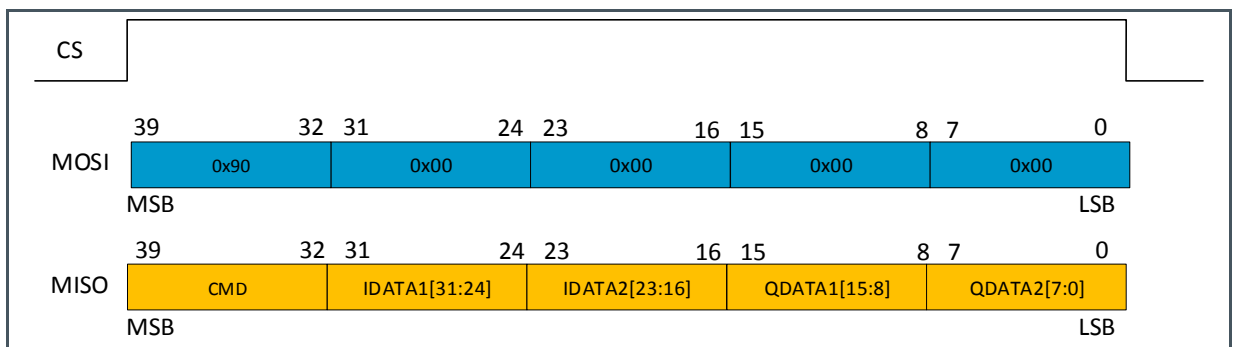 CS
39 32 31 24 23 16 15 8 7 0
MOSI 0x90 0x00 0x00 0x00 0x00
MSB LSB
39 32 31 24 23 16 15 8 7 0
MISO CMD IDATA1[31:24] IDATA2[23:16] QDATA1[15:8] QDATA2[7:0]
MSB LSB